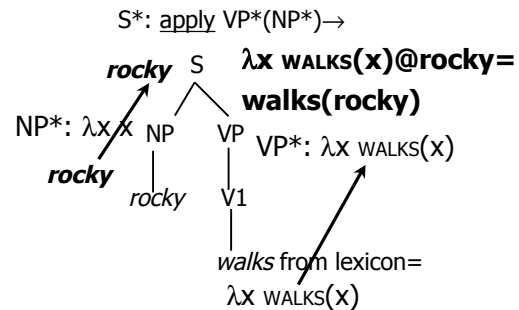 S*: apply VP*(NP*)→
rocky S λx WALKS(x)@rocky=
walks(rocky)
NP*: λx x NP VP
VP*: λx WALKS(x)
rocky
rocky V1
walks from lexicon=
λx WALKS(x)